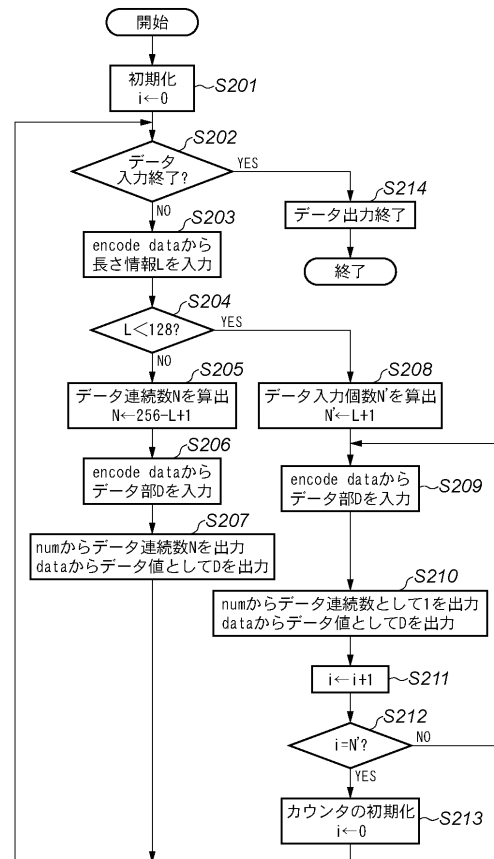 開始
初期化
i←0
S201
データ
入力終了?
S202
YES
NO
データ出力終了
S214
終了
encode dataから
長さ情報Lを入力
S203
L<128?
S204
YES
NO
データ連続数Nを算出
N←256-L+1
S205
データ入力個数N'を算出
N'←L+1
S208
encode dataから
データ部Dを入力
S206
encode dataから
データ部Dを入力
S209
numからデータ連続数Nを出力
dataからデータ値としてDを出力
S207
numからデータ連続数として1を出力
dataからデータ値としてDを出力
S210
i←i+1
S211
i=N'?
S212
NO
YES
カウンタの初期化
i←0
S213